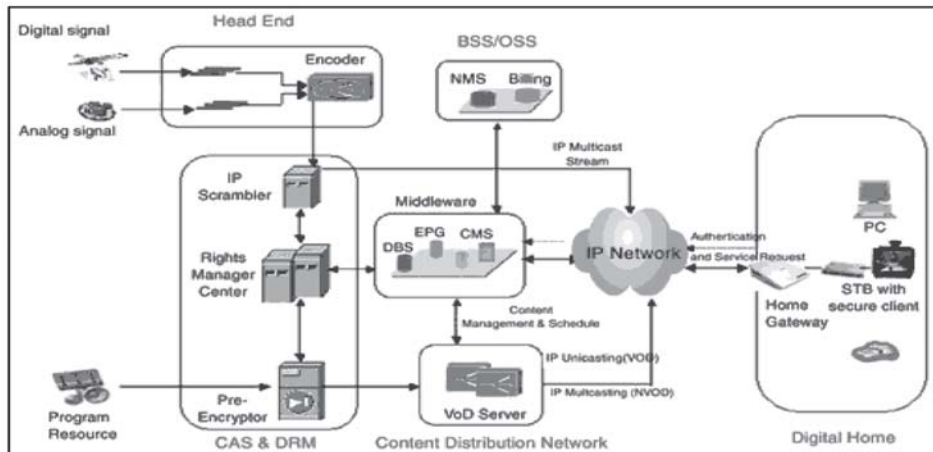 Head End
Digital signal
Encoder
Analog signal
BSS/OSS
NMS Billing
IP Multicast
Stream
IP
Scrambler
Middleware
EPG CMS
DBS
Rights
Manager
Center
IP Network
Authertication
and Service Request
PC
STB with
secure client
Home
Gateway
Content
Management & Schedule
IP Unicasting(VOD)
IP Multcasting (NVOD)
VoD Server
Program
Resource
Pre-
Encryptor
CAS & DRM
Content Distribution Network
Digital Home